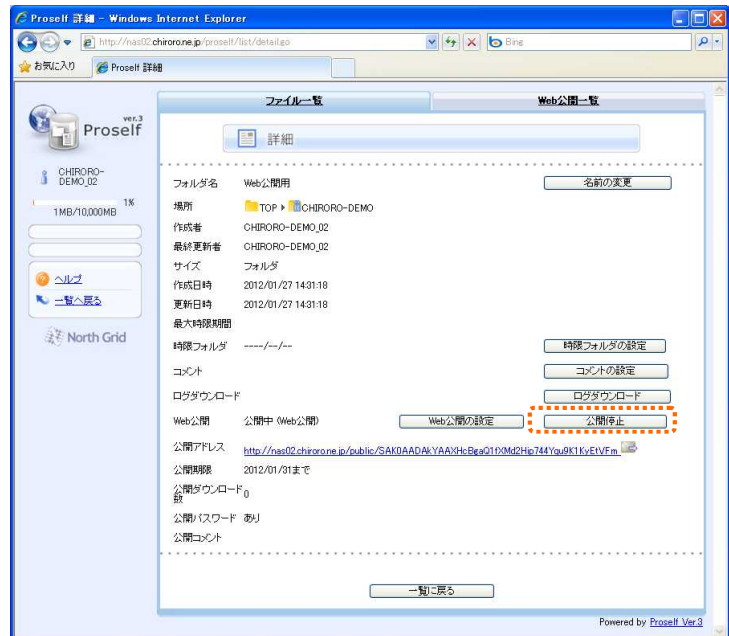 Proself 詳細 - Windows Internet Explorer
http://nas02.chirorone.jp/proself/list/detail.go
Bing
お気に入り
Proself 詳細
ファイル一覧
Web公開一覧
ver.3
Proself
詳細
CHIRORO-
DEMO_02
1%
1MB/10,000MB
ヘルプ
一覧へ戻る
North Grid
フォルダ名 Web公開用 名前の変更
場所 TOP CHIRORO-DEMO
作成者 CHIRORO-DEMO_02
最終更新者 CHIRORO-DEMO_02
サイズ フォルダ
作成日時 2012/01/27 14:31:18
更新日時 2012/01/27 14:31:18
最大時限期間
時限フォルダ ----/--/-- 時限フォルダの設定
コメント コメントの設定
ログダウンロード ログダウンロード
Web公開 公開中 (Web公開) Web公開の設定 公開停止
公開アドレス http://nas02.chirorone.jp/public/SAK0AADAkYAAXHcBgaQ1fXMd2Hip744Yqu9K1KyEtVFm
公開期限 2012/01/31まで
公開ダウンロード数 0
公開パスワード あり
公開コメント
一覧に戻る
Powered by Proself Ver.3